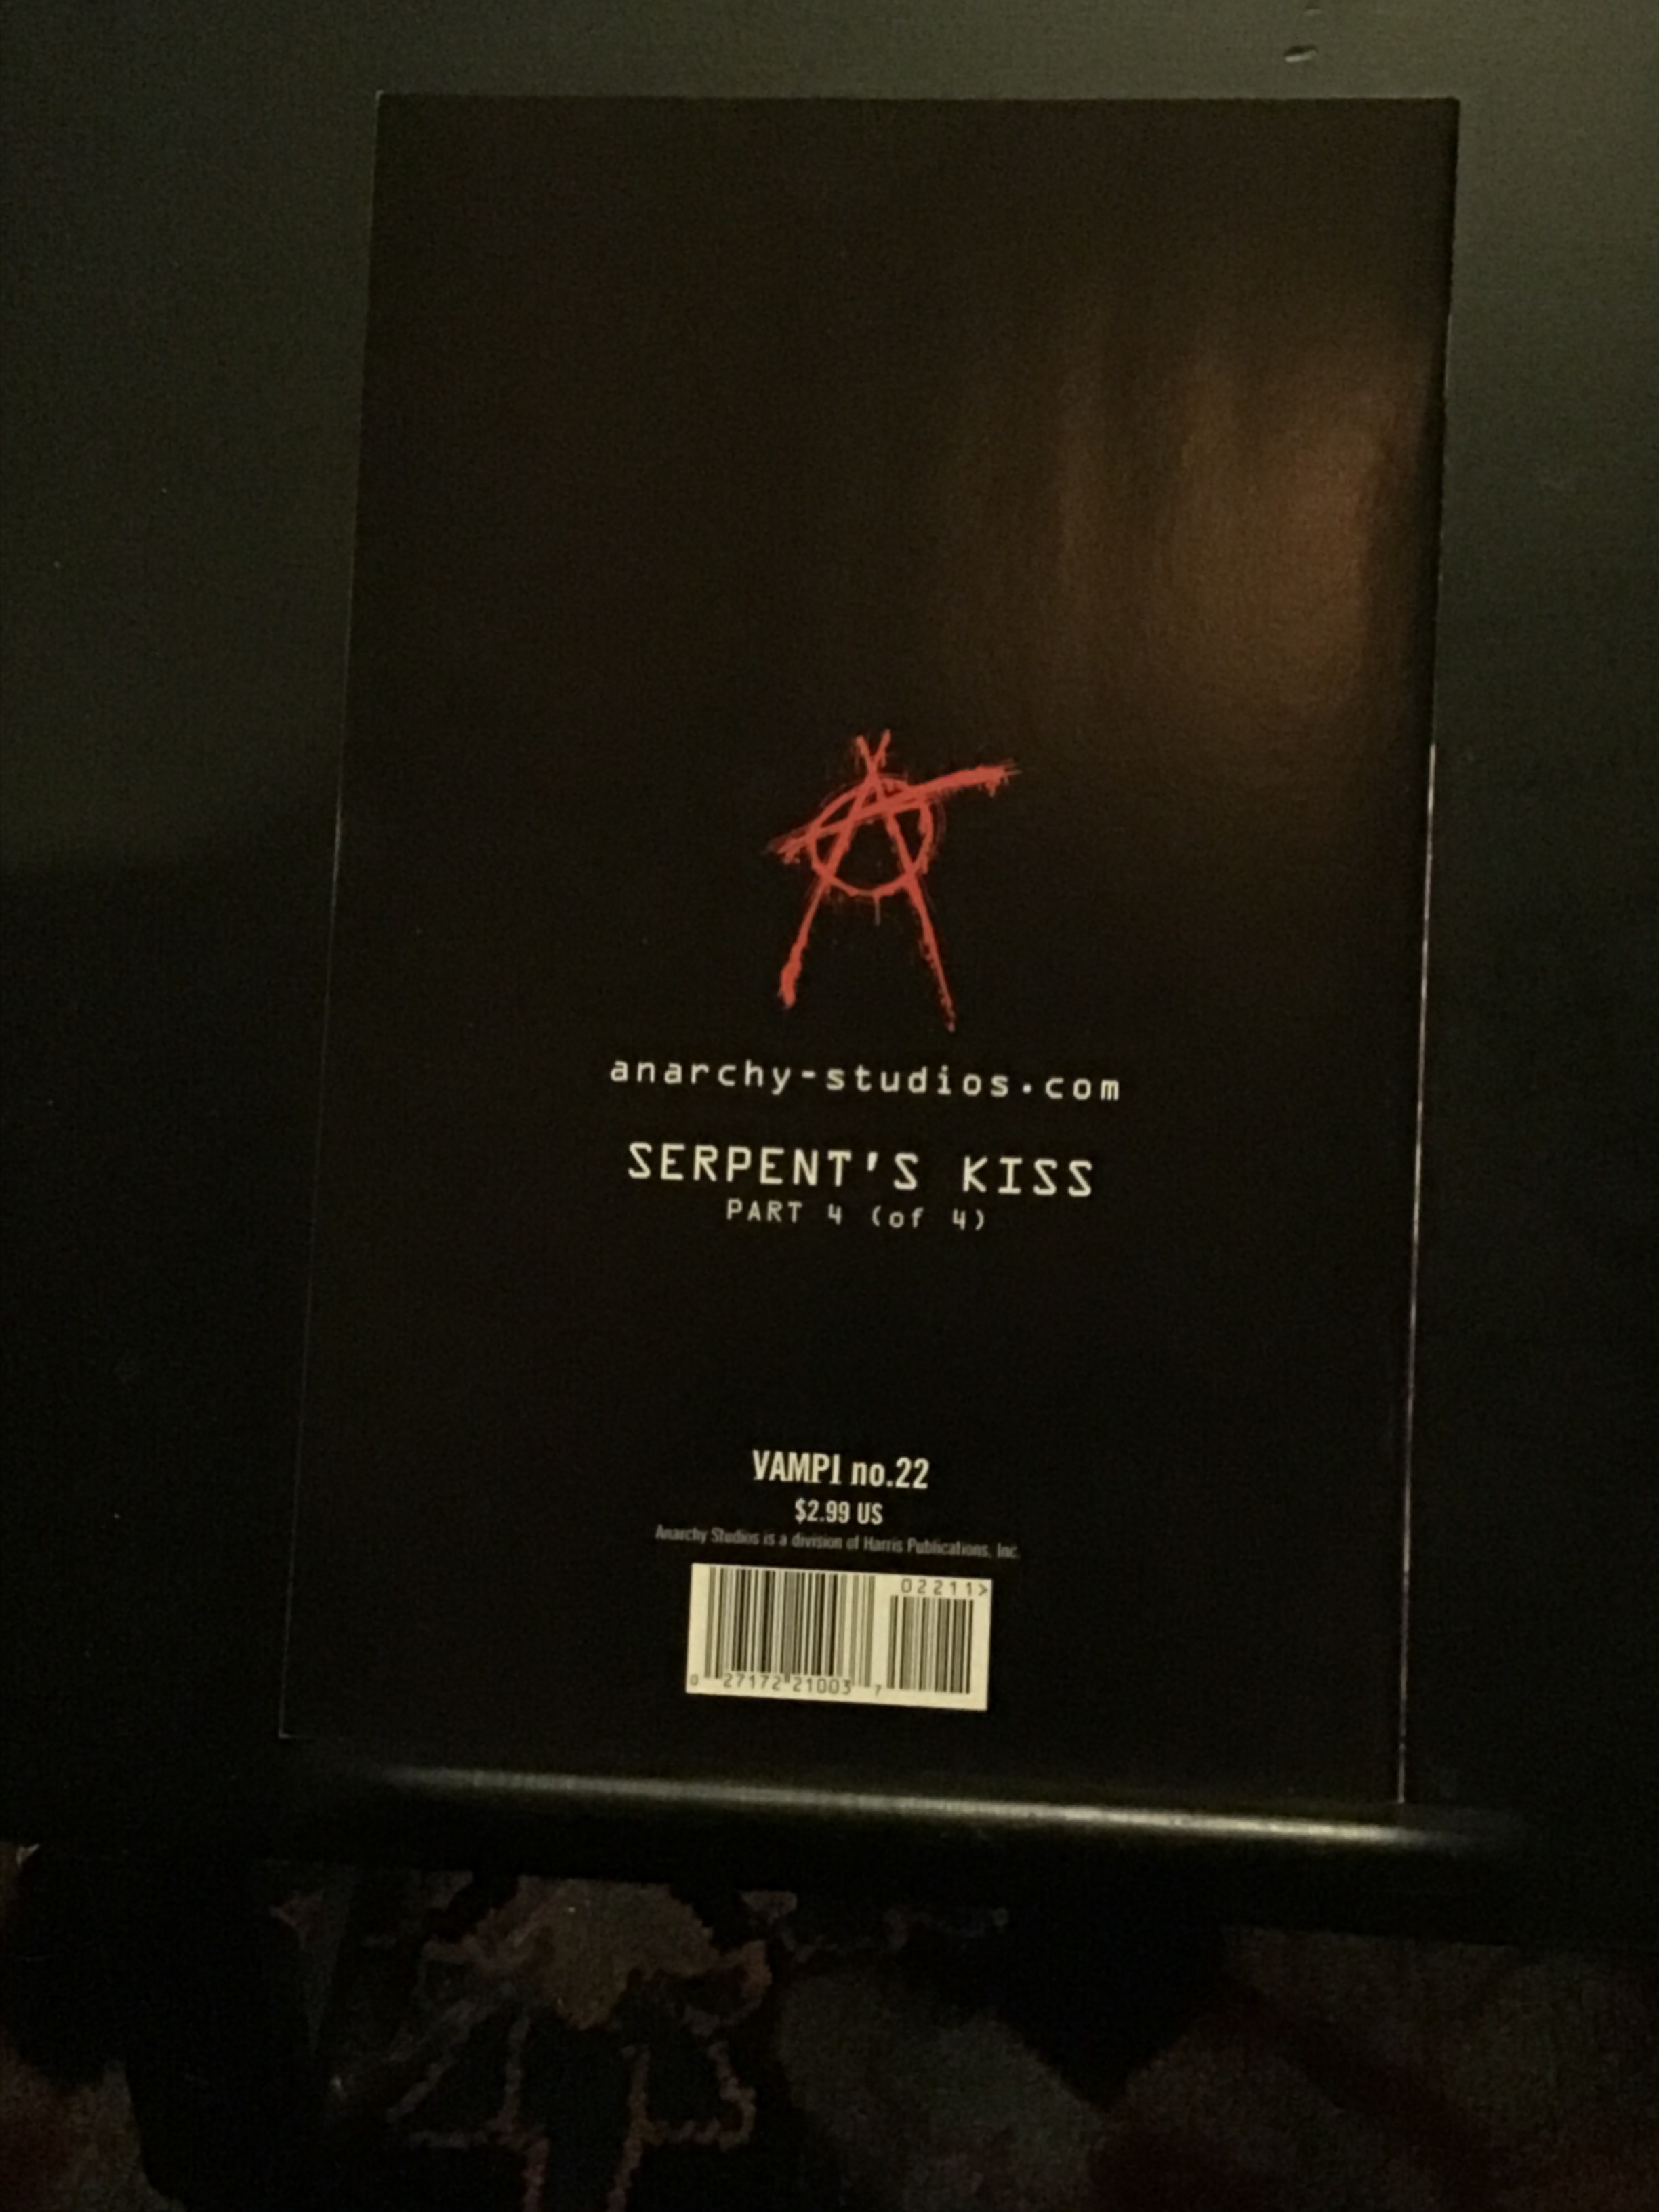 anarchy-studios.com
SERPENT'S KISS
PART 4 (of 4)
VAMPI no.22
$2.99 US
Anarchy Studios is a division of Harris Publications, Inc.
02211>
0 27172 21003 7